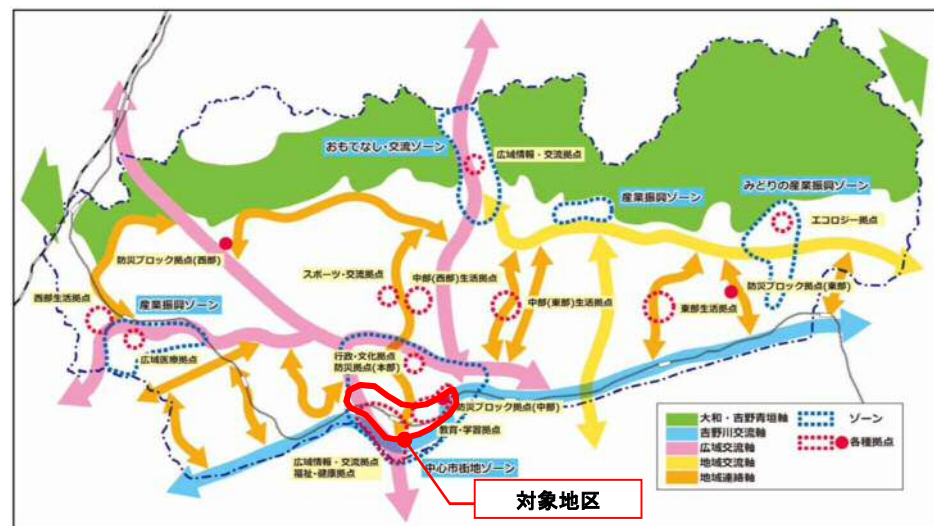 おもてなし・交流ゾーン
広域情報・交流拠点
産業振興ゾーン
みどりの産業振興ゾーン
エコロジー拠点
防災ブロック拠点(西部)
スポーツ・交流拠点
中部(西部)生活拠点
中部(東部)生活拠点
防災ブロック拠点(東部)
東部生活拠点
西部生活拠点
産業振興ゾーン
広域医療拠点
行政・文化拠点
防災拠点(本部)
防災ブロック拠点(中部)
教育・学習拠点
広域情報・交流拠点
福祉・健康拠点
中心市街地ゾーン
対象地区
大和・吉野青垣軸
吉野川交流軸
広域交流軸
地域交流軸
地域連絡軸
ゾーン
各種拠点